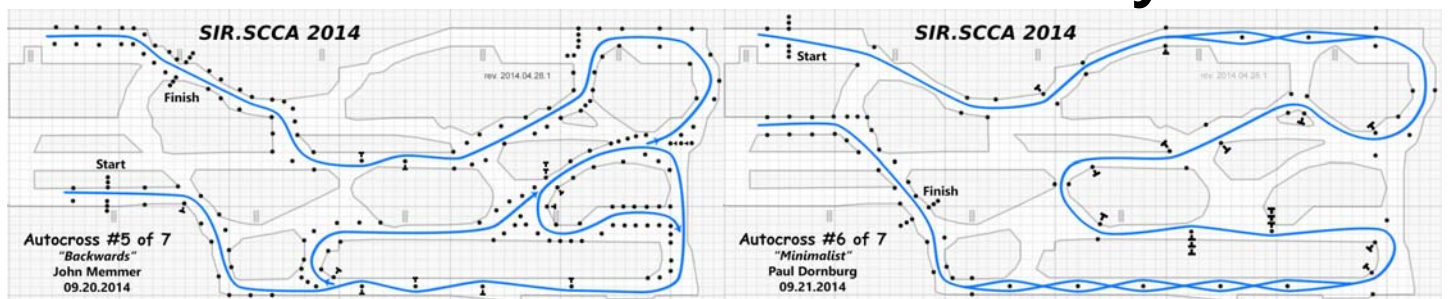 SIR.SCCA 2014
rev. 2014.04.28.1
Finish
Start
Autocross #5 of 7
"Backwards"
John Memmer
09.20.2014
SIR.SCCA 2014
Start
rev. 2014.04.28.1
Finish
Autocross #6 of 7
"Minimalist"
Paul Dornburg
09.21.2014